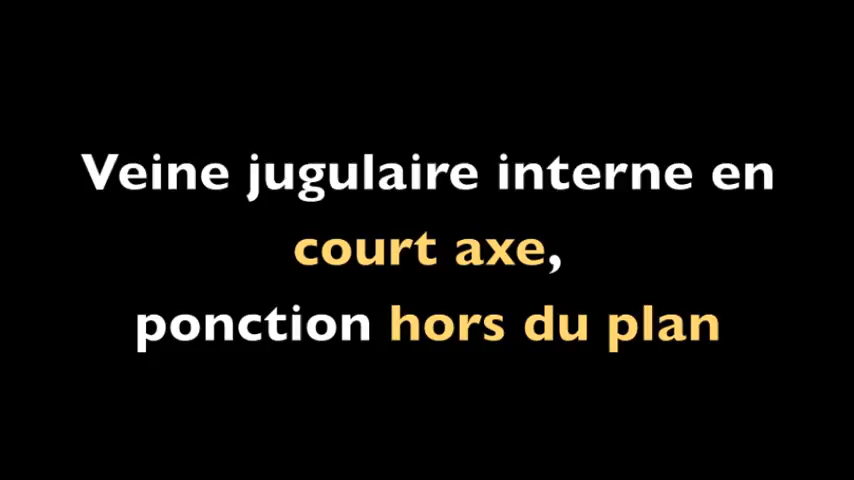 Veine jugulaire interne en
court axe,
ponction hors du plan